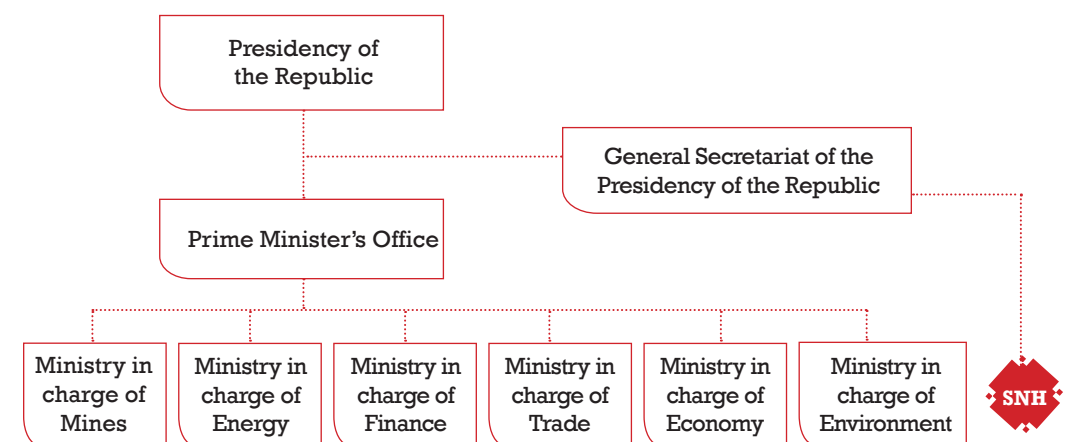 Presidency of
the Republic
General Secretariat of the
Presidency of the Republic
Prime Minister’s Office
Ministry in
charge of
Mines
Ministry in
charge of
Energy
Ministry in
charge of
Finance
Ministry in
charge of
Trade
Ministry in
charge of
Economy
Ministry in
charge of
Environment
SNH